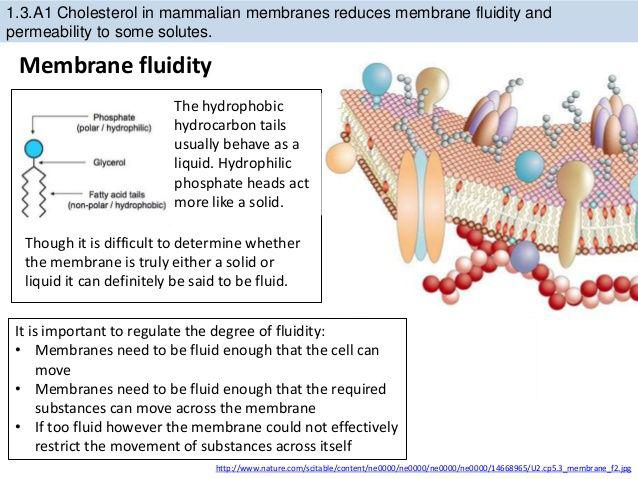 1.3.A1 Cholesterol in mammalian membranes reduces membrane fluidity and
permeability to some solutes.
Membrane fluidity
Phosphate
(polar / hydrophilic)
Glycerol
Fatty acid tails
(non-polar / hydrophobic)
The hydrophobic
hydrocarbon tails
usually behave as a
liquid. Hydrophilic
phosphate heads act
more like a solid.
Though it is difficult to determine whether
the membrane is truly either a solid or
liquid it can definitely be said to be fluid.
It is important to regulate the degree of fluidity:
• Membranes need to be fluid enough that the cell can
move
• Membranes need to be fluid enough that the required
substances can move across the membrane
• If too fluid however the membrane could not effectively
restrict the movement of substances across itself
http://www.nature.com/scitable/content/ne0000/ne0000/ne0000/ne0000/14668965/U2.cp5.3_membrane_f2.jpg